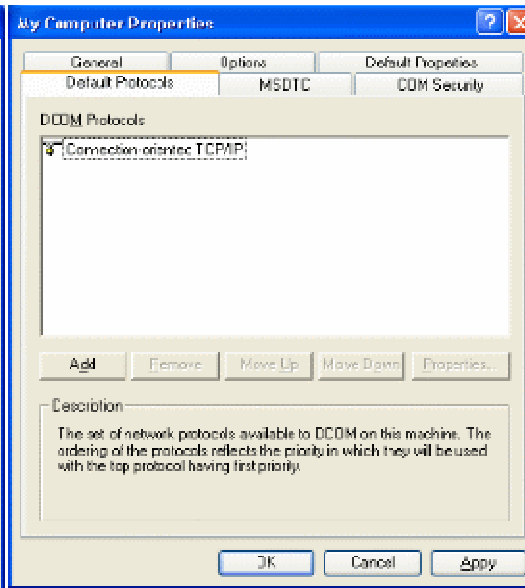 My Computer Properties
General Options Default Properties
Default Protocols MSDTC COM Security
DCOM Protocols
Connection-oriented TCP/IP
Add Remove Move Up Move Down Properties...
Description
The set of network protocols available to DCOM on this machine. The
ordering of the protocols reflects the priority in which they will be used
with the top protocol having first priority.
OK Cancel Apply